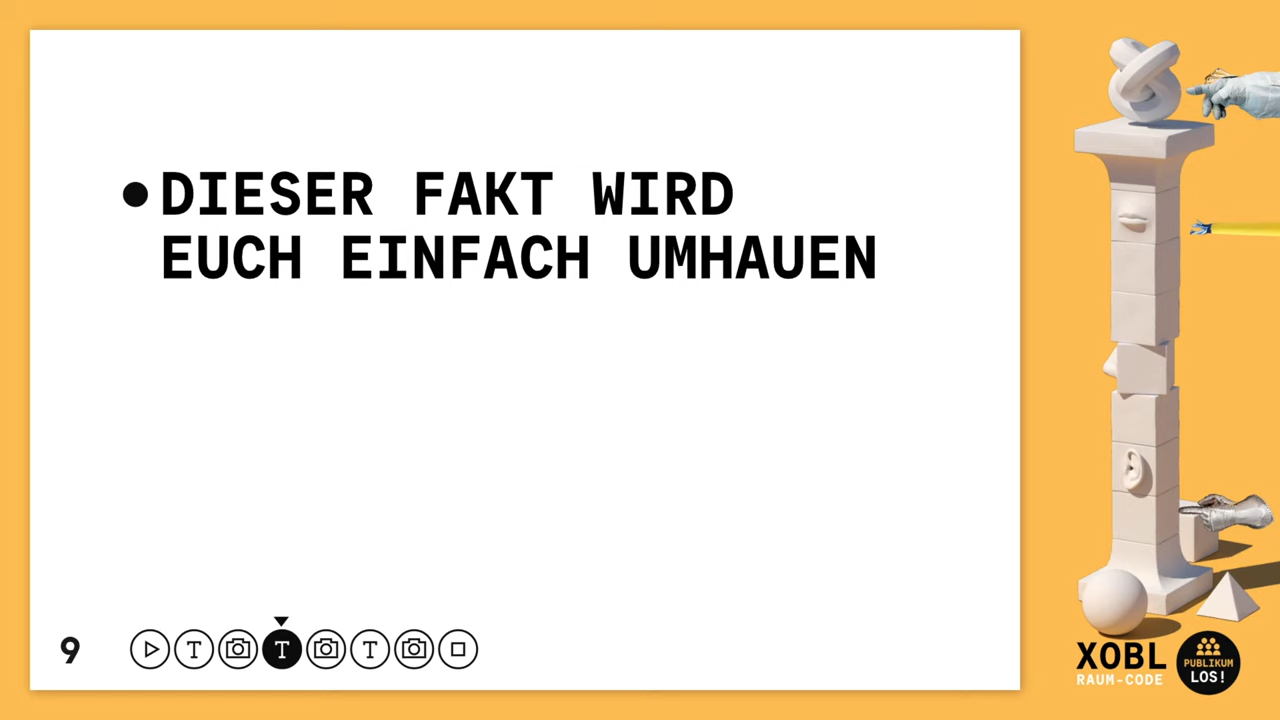 ● DIESER FAKT WIRD
EUCH EINFACH UMHAUEN
9
T
T
T
XOBL
RAUM-CODE
PUBLIKUM
LOS!